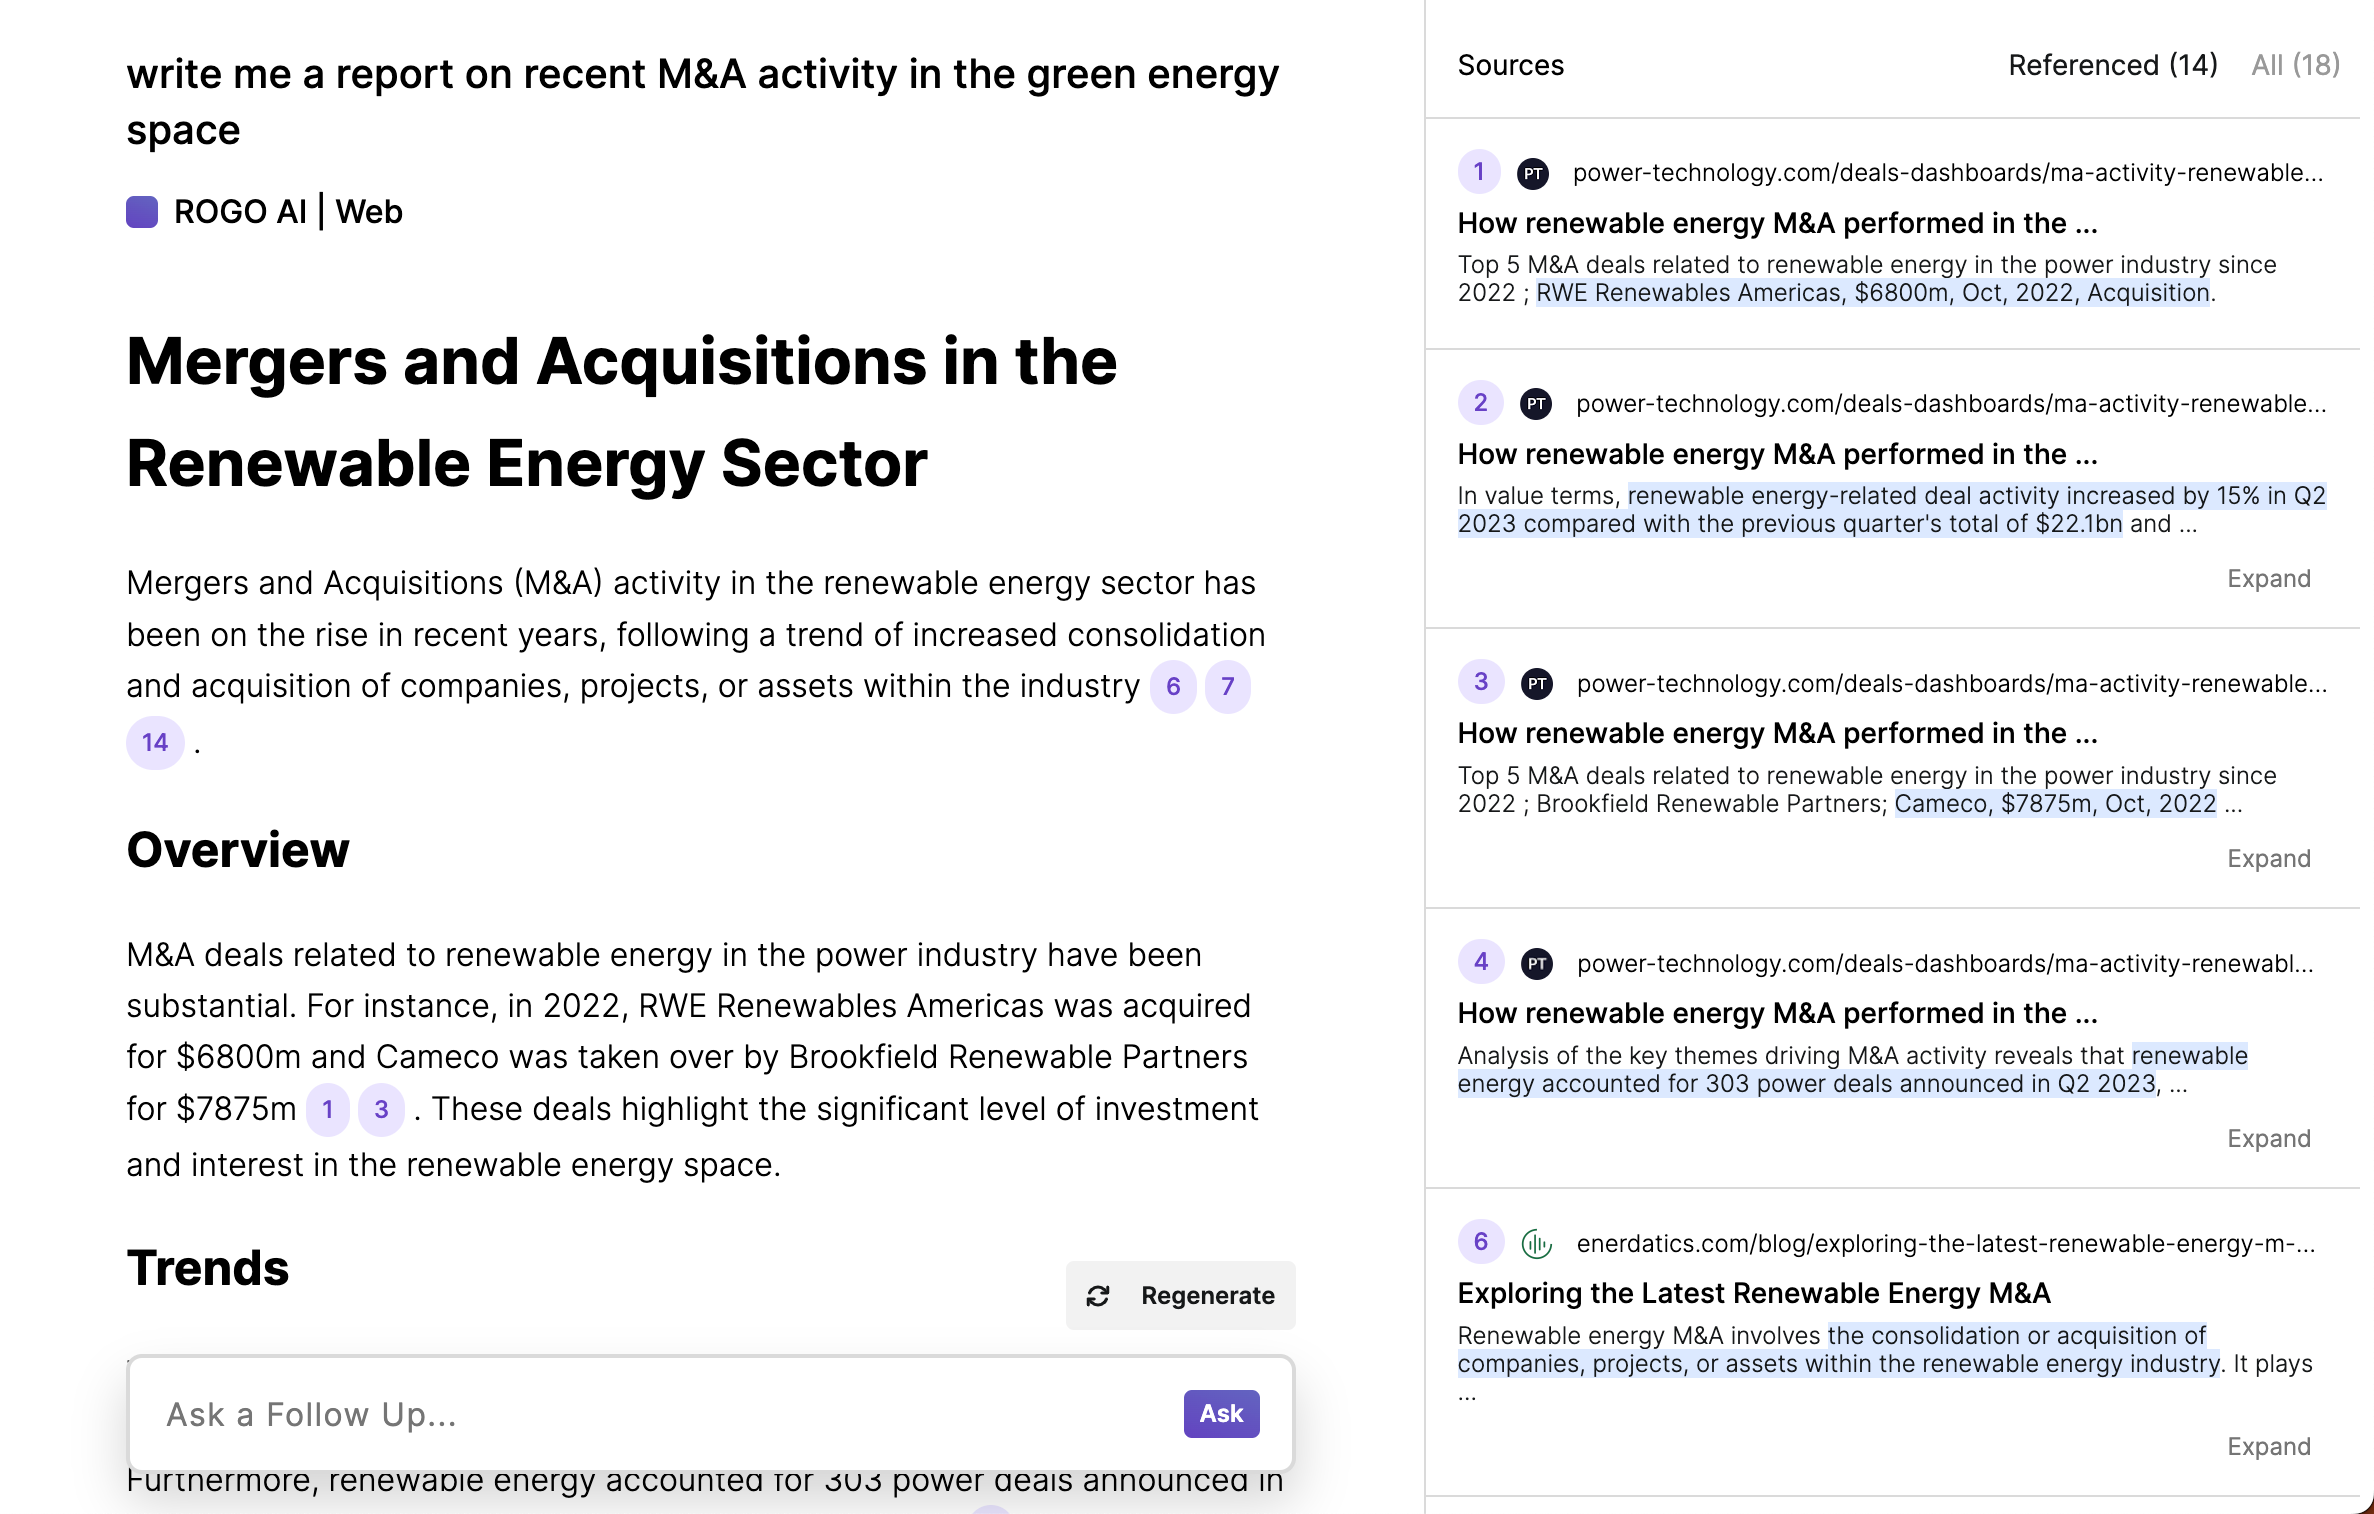 write me a report on recent M&A activity in the green energy
space
ROGO AI | Web
Mergers and Acquisitions in the
Renewable Energy Sector
Mergers and Acquisitions (M&A) activity in the renewable energy sector has
been on the rise in recent years, following a trend of increased consolidation
and acquisition of companies, projects, or assets within the industry 6 7
14 .
Overview
M&A deals related to renewable energy in the power industry have been
substantial. For instance, in 2022, RWE Renewables Americas was acquired
for $6800m and Cameco was taken over by Brookfield Renewable Partners
for $7875m 1 3 . These deals highlight the significant level of investment
and interest in the renewable energy space.
Trends
Regenerate
Ask a Follow Up...
Ask
Furthermore, renewable energy accounted for 303 power deals announced in
Sources
Referenced (14) All (18)
1 PT power-technology.com/deals-dashboards/ma-activity-renewable...
How renewable energy M&A performed in the ...
Top 5 M&A deals related to renewable energy in the power industry since
2022 ; RWE Renewables Americas, $6800m, Oct, 2022, Acquisition.
2 PT power-technology.com/deals-dashboards/ma-activity-renewable...
How renewable energy M&A performed in the ...
In value terms, renewable energy-related deal activity increased by 15% in Q2
2023 compared with the previous quarter's total of $22.1bn and ...
Expand
3 PT power-technology.com/deals-dashboards/ma-activity-renewable...
How renewable energy M&A performed in the ...
Top 5 M&A deals related to renewable energy in the power industry since
2022 ; Brookfield Renewable Partners; Cameco, $7875m, Oct, 2022 ...
Expand
4 PT power-technology.com/deals-dashboards/ma-activity-renewabl...
How renewable energy M&A performed in the ...
Analysis of the key themes driving M&A activity reveals that renewable
energy accounted for 303 power deals announced in Q2 2023, ...
Expand
6 enerdatics.com/blog/exploring-the-latest-renewable-energy-m-...
Exploring the Latest Renewable Energy M&A
Renewable energy M&A involves the consolidation or acquisition of
companies, projects, or assets within the renewable energy industry. It plays
...
Expand